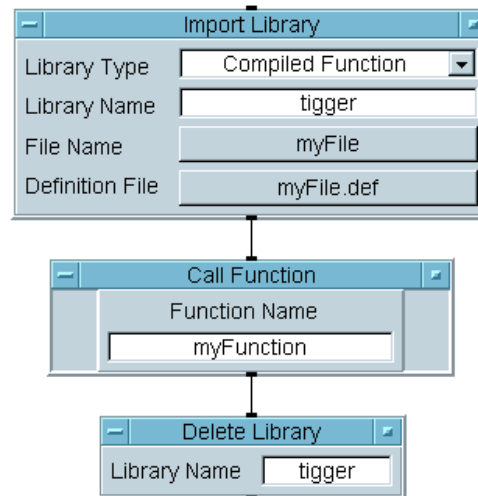 Import Library
Library Type Compiled Function
Library Name tigger
File Name myFile
Definition File myFile.def
Call Function
Function Name
myFunction
Delete Library
Library Name tigger